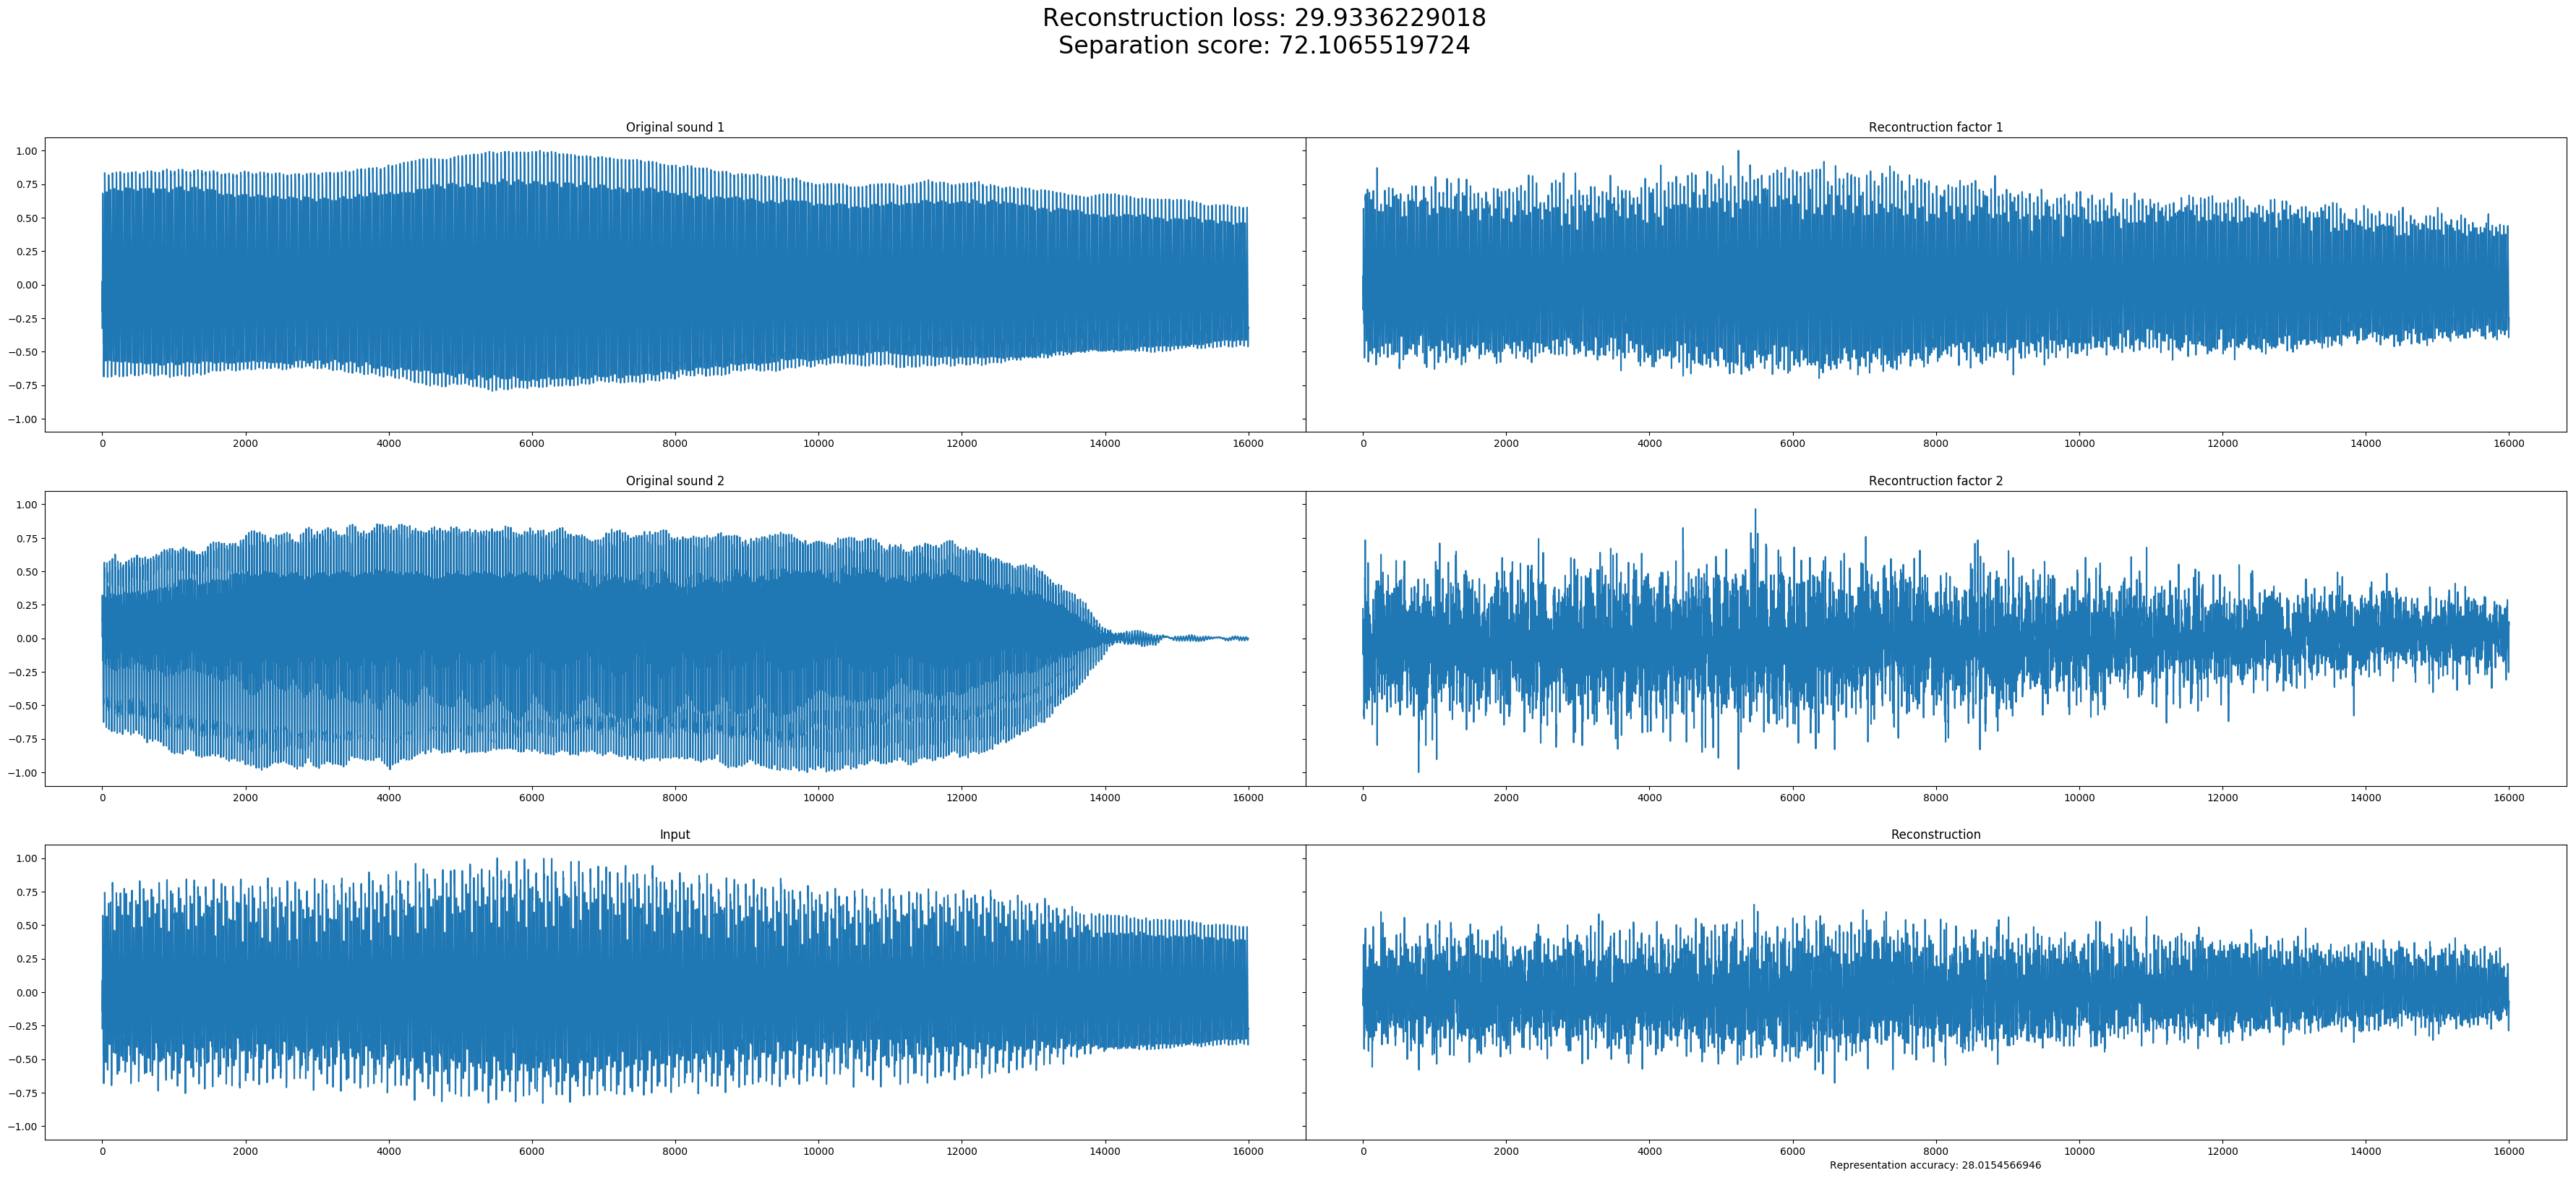 Reconstruction loss: 29.9336229018
Separation score: 72.1065519724
Original sound 1
Recontruction factor 1
1.00
0.75
0.50
0.25
0.00
−0.25
−0.50
−0.75
−1.00
0 2000 4000 6000 8000 10000 12000 14000 16000
0 2000 4000 6000 8000 10000 12000 14000 16000
Original sound 2
Recontruction factor 2
1.00
0.75
0.50
0.25
0.00
−0.25
−0.50
−0.75
−1.00
0 2000 4000 6000 8000 10000 12000 14000 16000
0 2000 4000 6000 8000 10000 12000 14000 16000
Input
Reconstruction
1.00
0.75
0.50
0.25
0.00
−0.25
−0.50
−0.75
−1.00
0 2000 4000 6000 8000 10000 12000 14000 16000
0 2000 4000 6000 8000 10000 12000 14000 16000
Representation accuracy: 28.0154566946